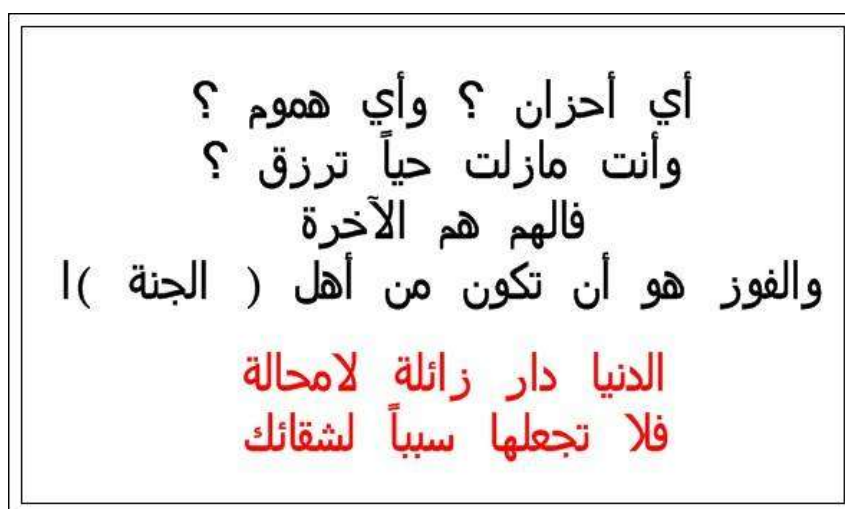 أي أحزان ؟ وأي هموم ؟
وأنت مازلت حياً ترزق ؟
فالهم هم الآخرة
والفوز هو أن تكون من أهل ( الجنة )ا
الدنيا دار زائلة لامحالة
فلا تجعلها سبباً لشقائك